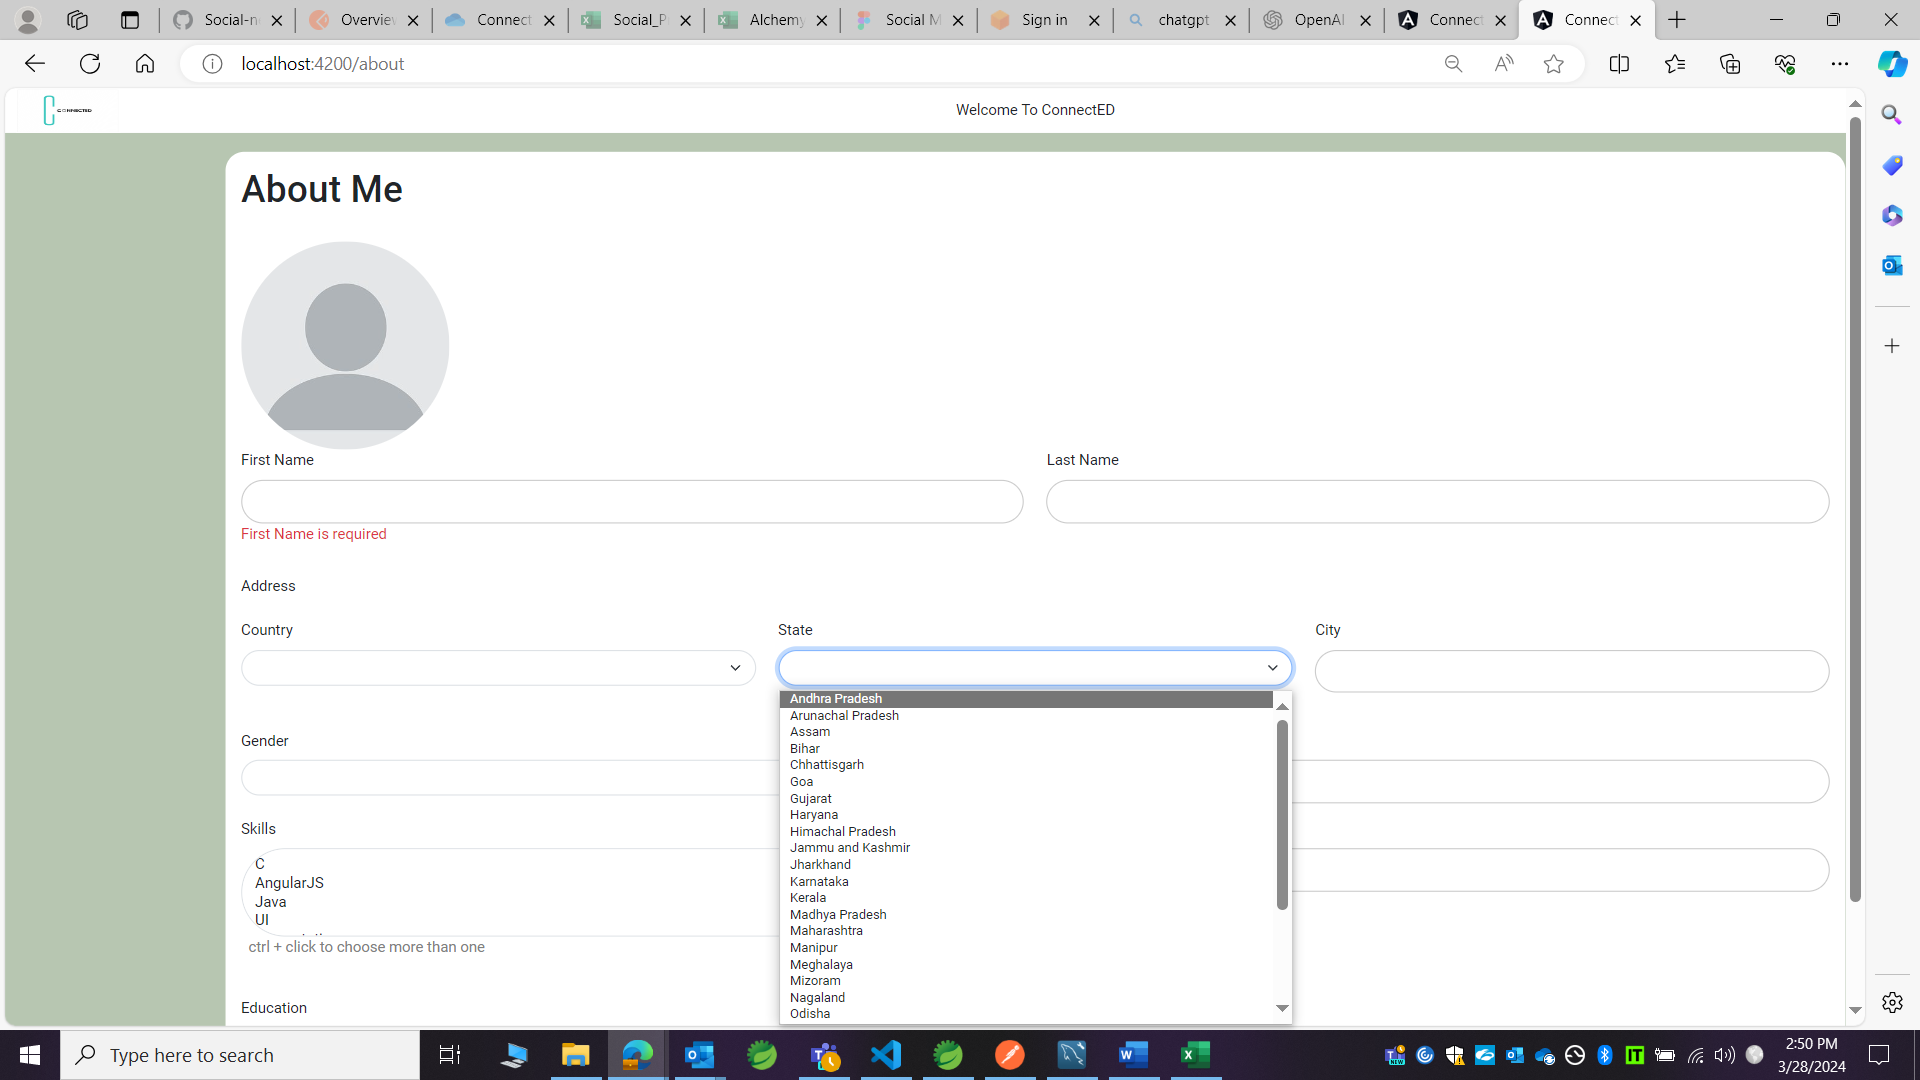 Social-n
Overvie
Connect
Social_P
Alchemy
Social M
Sign in
chatgpt
OpenAI
Connect
Connect
localhost:4200/about
CONNECTED
Welcome To ConnectED
About Me
First Name
Last Name
First Name is required
Address
Country
State
City
Andhra Pradesh
Arunachal Pradesh
Assam
Bihar
Chhattisgarh
Goa
Gujarat
Haryana
Himachal Pradesh
Jammu and Kashmir
Jharkhand
Karnataka
Kerala
Madhya Pradesh
Maharashtra
Manipur
Meghalaya
Mizoram
Nagaland
Odisha
Gender
Skills
C
AngularJS
Java
UI
ctrl + click to choose more than one
Education
Type here to search
2:50 PM
3/28/2024